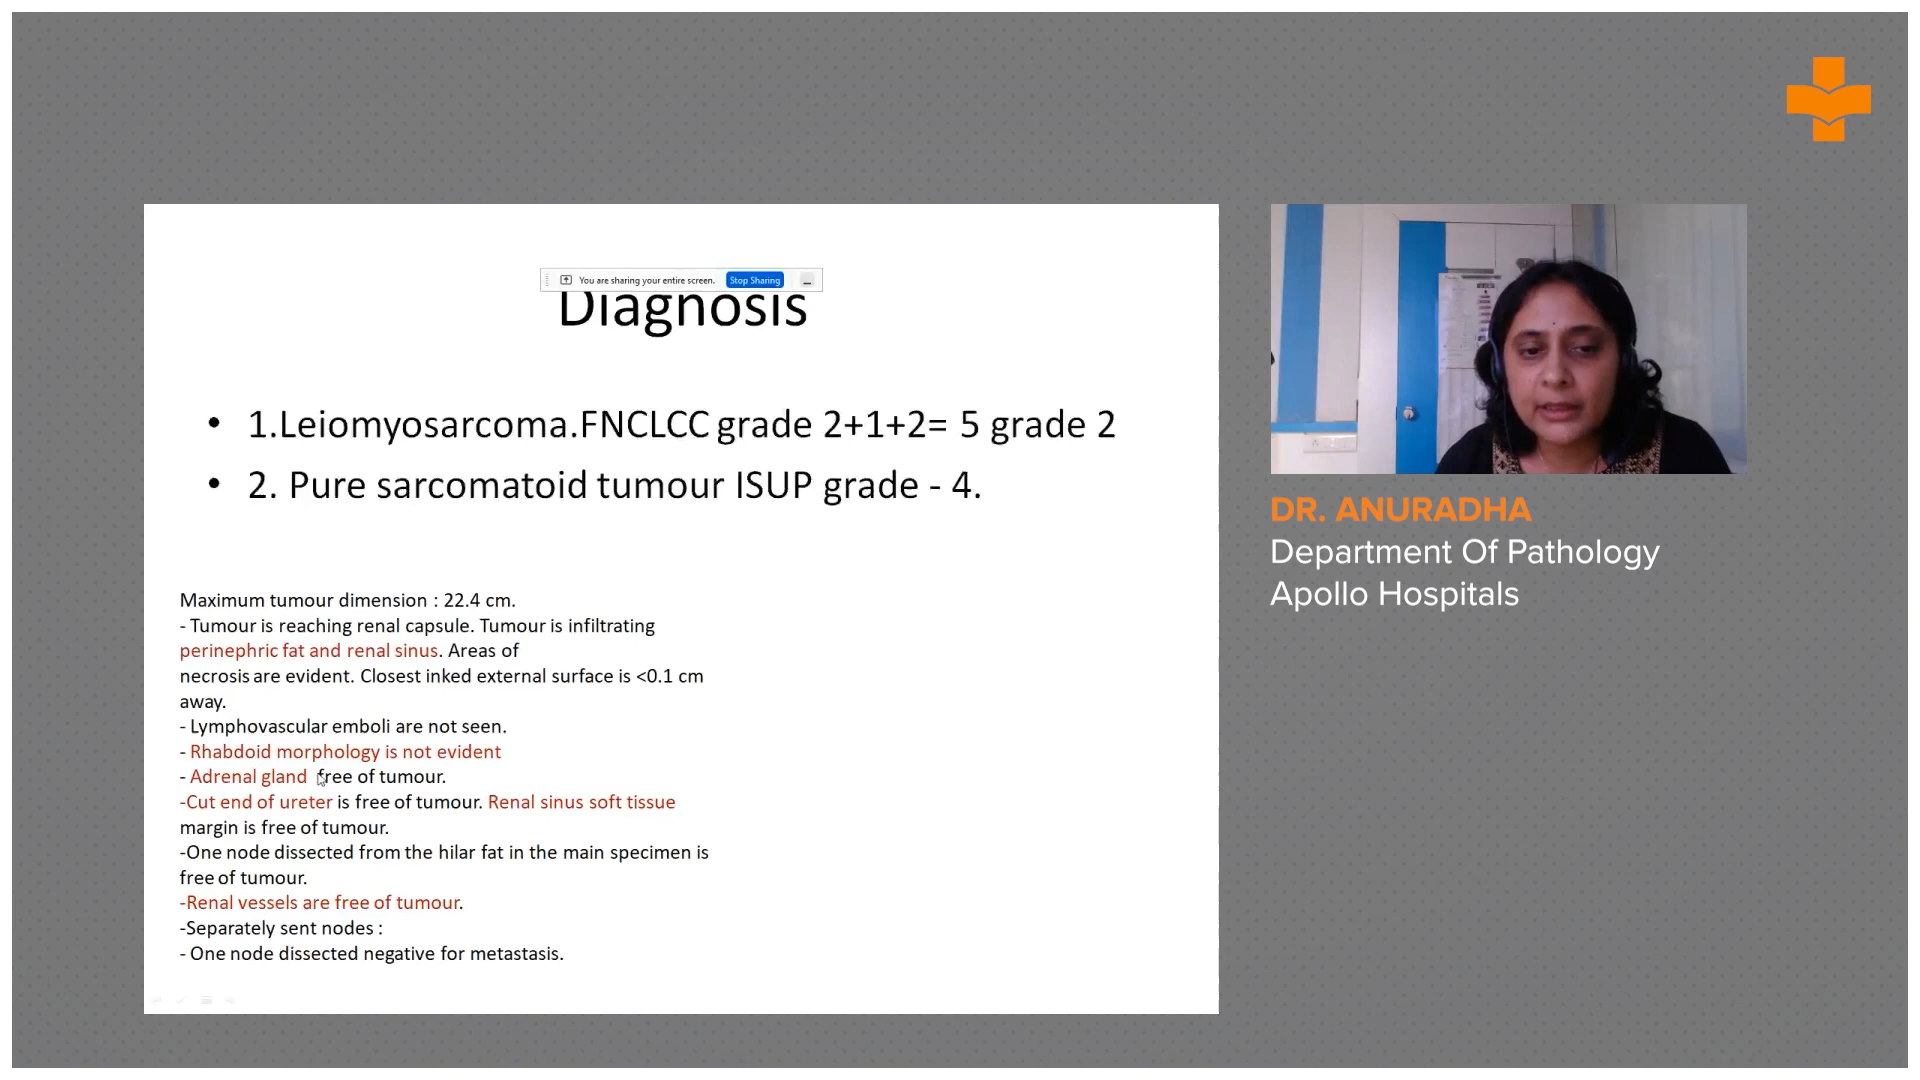 You are sharing your entire screen. Stop Sharing
Diagnosis
• 1.Leiomyosarcoma.FNCLCC grade 2+1+2= 5 grade 2
• 2. Pure sarcomatoid tumour ISUP grade - 4.
Maximum tumour dimension : 22.4 cm.
- Tumour is reaching renal capsule. Tumour is infiltrating
perinephric fat and renal sinus. Areas of
necrosis are evident. Closest inked external surface is <0.1 cm
away.
- Lymphovascular emboli are not seen.
- Rhabdoid morphology is not evident
- Adrenal gland free of tumour.
-Cut end of ureter is free of tumour. Renal sinus soft tissue
margin is free of tumour.
-One node dissected from the hilar fat in the main specimen is
free of tumour.
-Renal vessels are free of tumour.
-Separately sent nodes :
- One node dissected negative for metastasis.
DR. ANURADHA
Department Of Pathology
Apollo Hospitals